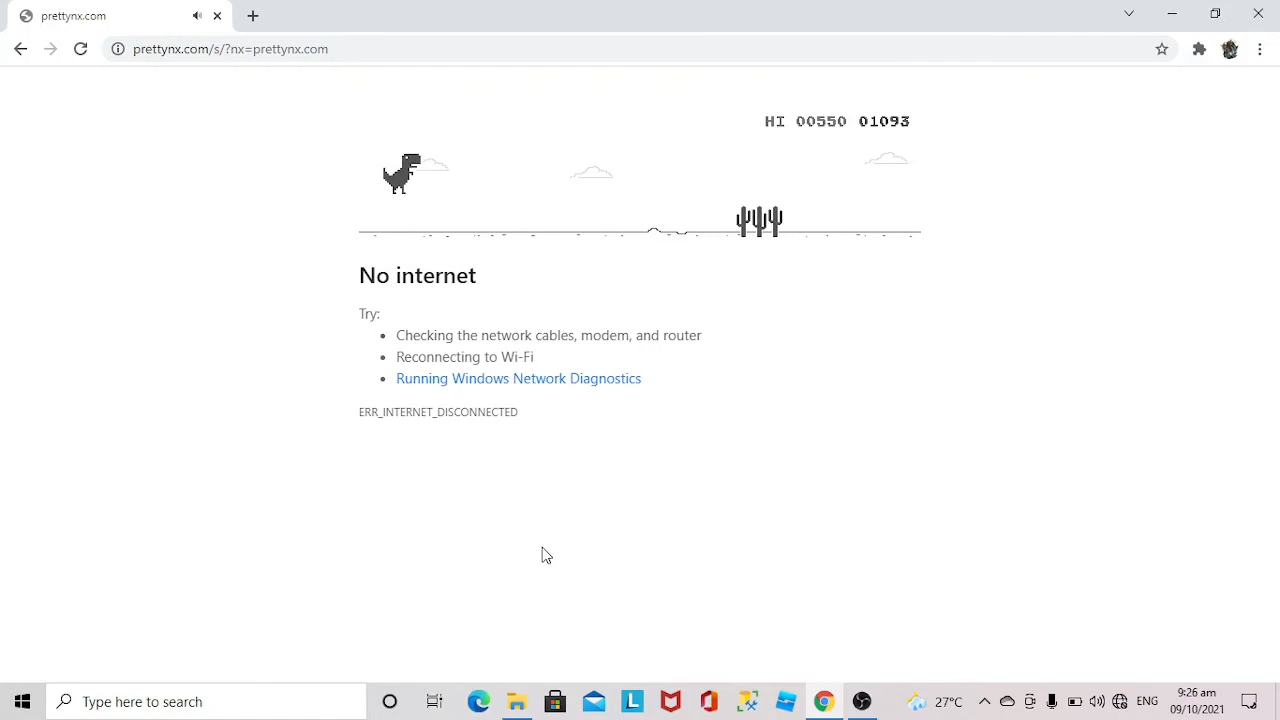 prettynx.com
prettynx.com/s/?nx=prettynx.com
HI 00550 01093
No internet
Try:
Checking the network cables, modem, and router
Reconnecting to Wi-Fi
Running Windows Network Diagnostics
ERR_INTERNET_DISCONNECTED
Type here to search
L
27°C
ENG
9:26 am
09/10/2021